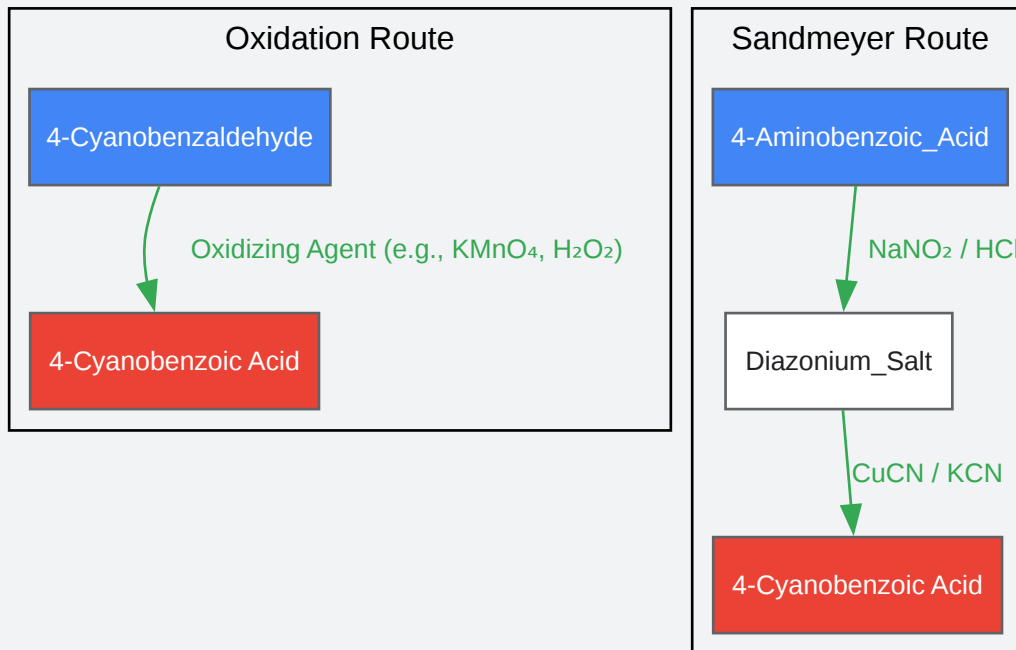 Oxidation Route
4-Cyanobenzaldehyde
Oxidizing Agent (e.g., KMnO₄, H₂O₂)
4-Cyanobenzoic Acid
Sandmeyer Route
4-Aminobenzoic_Acid
NaNO₂ / HCl
Diazonium_Salt
CuCN / KCN
4-Cyanobenzoic Acid